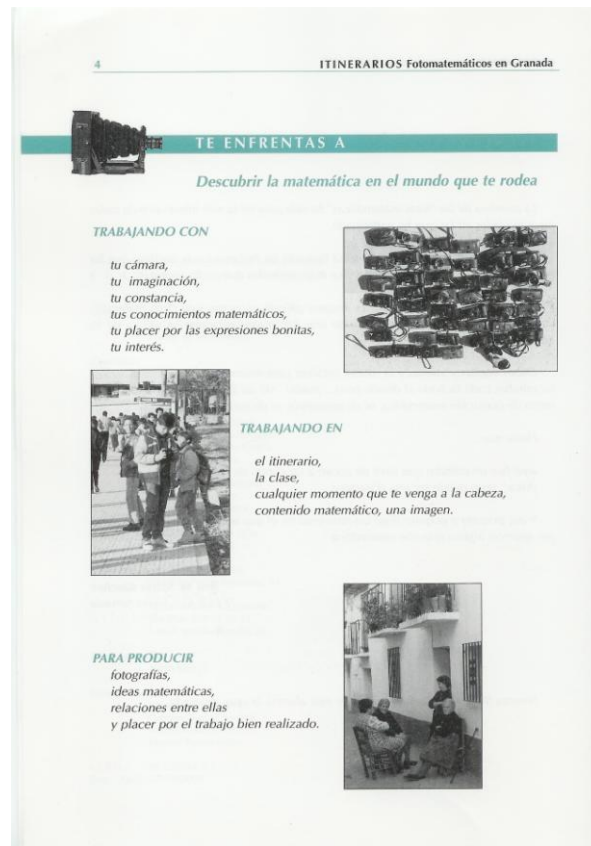 4
ITINERARIOS Fotomatemáticos en Granada
TE ENFRENTAS A
Descubrir la matemática en el mundo que te rodea
TRABAJANDO CON
tu cámara,
tu imaginación,
tu constancia,
tus conocimientos matemáticos,
tu placer por las expresiones bonitas,
tu interés.
TRABAJANDO EN
el itinerario,
la clase,
cualquier momento que te venga a la cabeza,
contenido matemático, una imagen.
PARA PRODUCIR
fotografías,
ideas matemáticas,
relaciones entre ellas
y placer por el trabajo bien realizado.